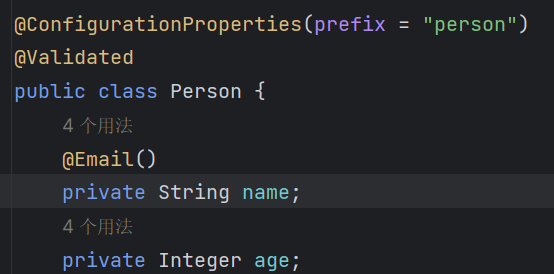 @ConfigurationProperties(prefix = "person")
@Validated
public class Person {
4 个用法
@Email()
private String name;
4 个用法
private Integer age;